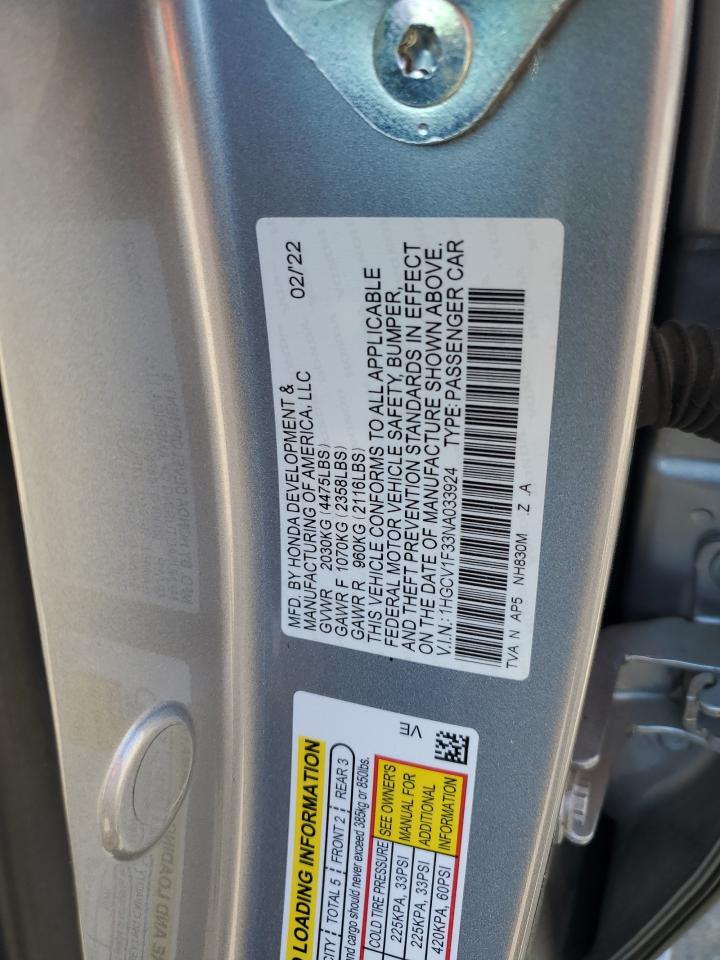 MFD. BY HONDA DEVELOPMENT & 02/'22
MANUFACTURING OF AMERICA, LLC
GVWR 2030KG (4475LBS)
GAWR F 1070KG (2358LBS)
GAWR R 960KG (2116LBS)
THIS VEHICLE CONFORMS TO ALL APPLICABLE
FEDERAL MOTOR VEHICLE SAFETY, BUMPER,
AND THEFT PREVENTION STANDARDS IN EFFECT
ON THE DATE OF MANUFACTURE SHOWN ABOVE.
V.I.N.: 1HGCV1F33NA033924 TYPE: PASSENGER CAR
TVA N AP5 NH830M Z A
LOADING INFORMATION
TOTAL 5 FRONT 2 REAR 3
and cargo should never exceed 385kg or 850lbs.
COLD TIRE PRESSURE SEE OWNER'S
225KPA, 33PSI MANUAL FOR
225KPA, 33PSI ADDITIONAL
420KPA, 60PSI INFORMATION
VE